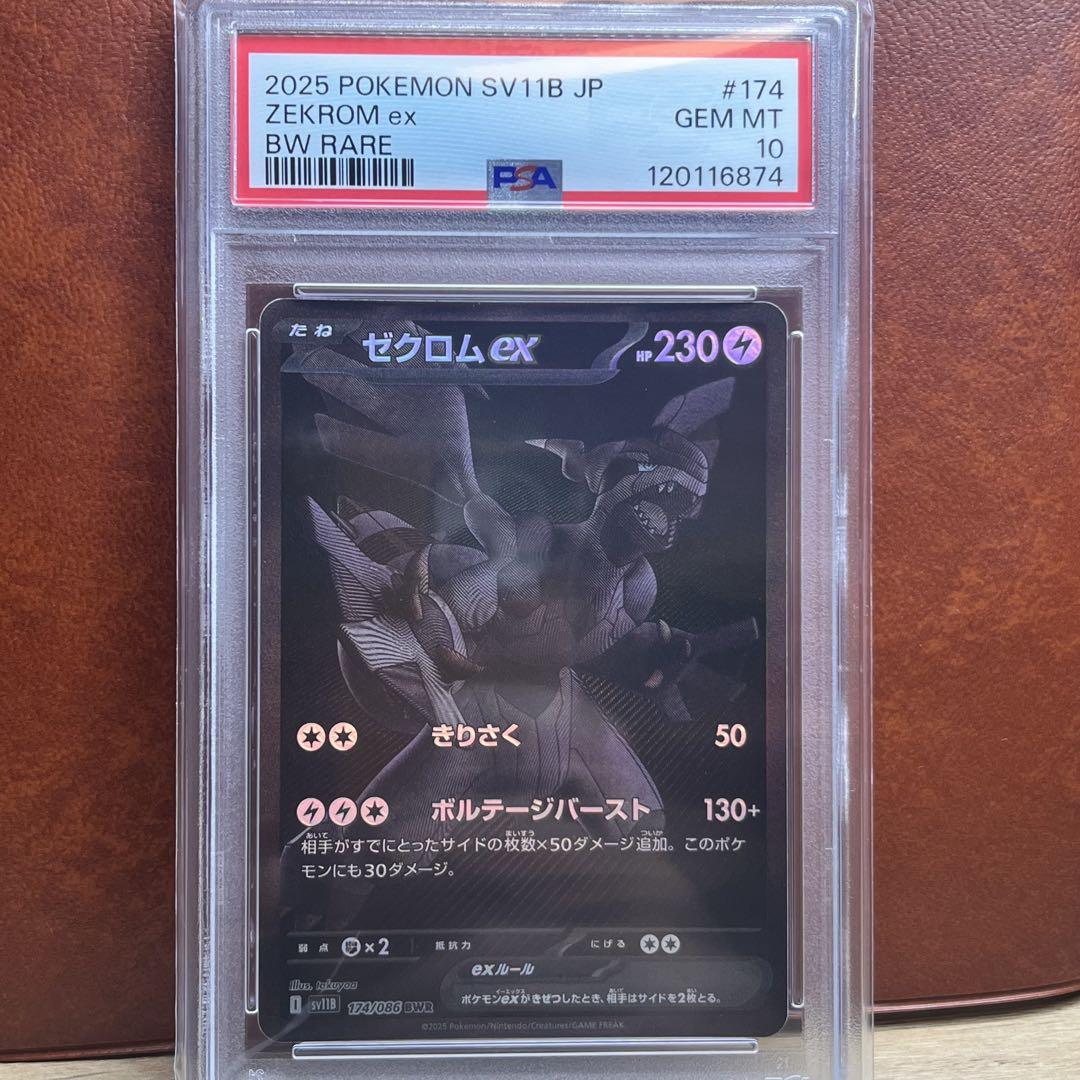 2025 POKEMON SV11B JP #174
ZEKROM ex GEM MT
BW RARE 10
PSA 120116874
たね ゼクロムex HP 230
きりさく 50
ボルテージバースト 130+
相手がすでにとったサイドの枚数×50ダメージ追加。このポケ
モンにも30ダメージ。
弱点 ×2 抵抗力 にげる
exルール
ポケモンexがきぜつしたとき、相手はサイドを2枚とる。
Illus. takuyoa
I SV11B 174/086 BWR
©2025 Pokémon/Nintendo/Creatures/GAME FREAK